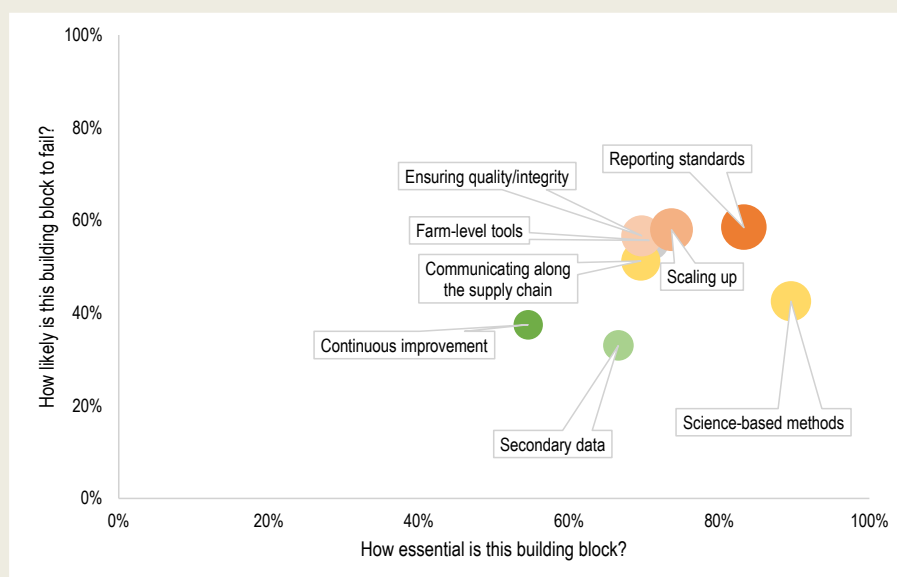 100%
80%
60%
40%
20%
0%
How likely is this building block to fail?
Reporting standards
Ensuring quality/integrity
Farm-level tools
Communicating along
the supply chain
Scaling up
Continuous improvement
Science-based methods
Secondary data
0%
20%
40%
60%
80%
100%
How essential is this building block?